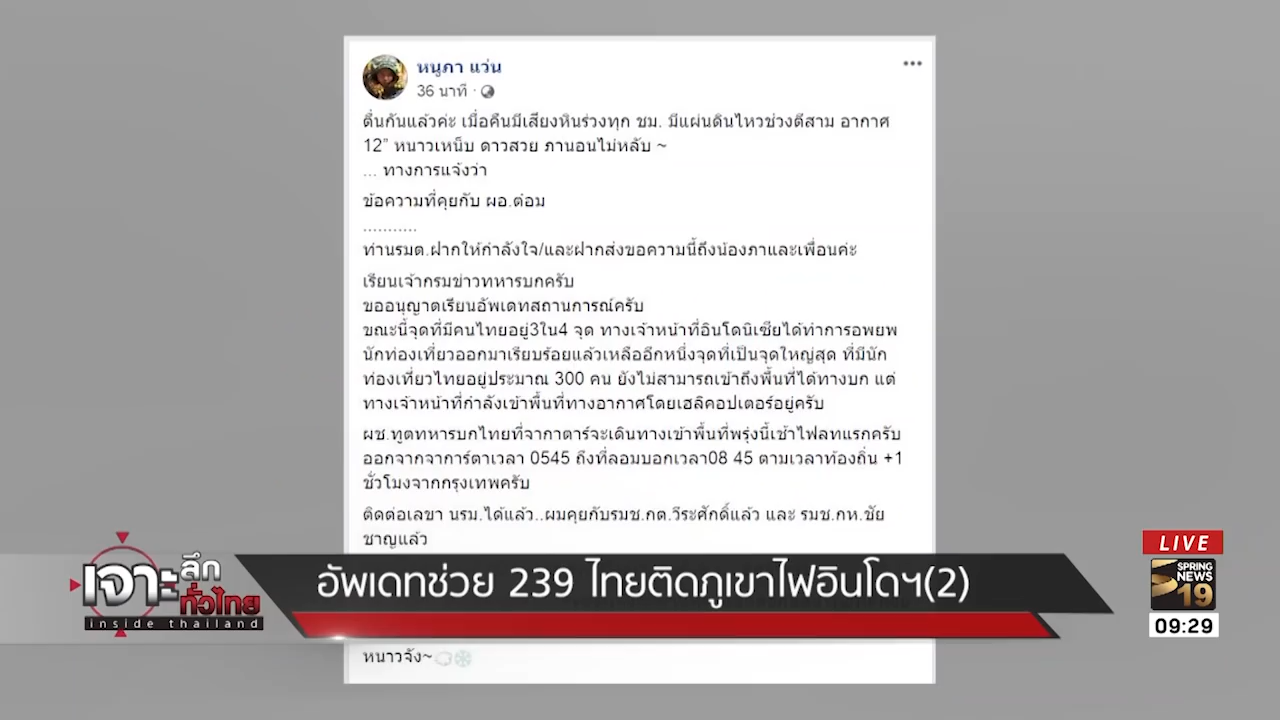 หนูภา แว่น
36 นาที ·
ตื่นกันแล้วค่ะ เมื่อคืนมีเสียงหินร่วงทุก ชม. มีแผ่นดินไหวช่วงตีสาม อากาศ
12” หนาวเหน็บ ดาวสวย ภานอนไม่หลับ ~
... ทางการแจ้งว่า
ข้อความที่คุยกับ ผอ.ต่อม
...........
ท่านรมต.ฝากให้กำลังใจ/และฝากส่งขอความนี้ถึงน้องภาและเพื่อนค่ะ
เรียนเจ้ากรมข่าวทหารบกครับ
ขออนุญาตเรียนอัพเดทสถานการณ์ครับ
ขณะนี้จุดที่มีคนไทยอยู่3ใน4 จุด ทางเจ้าหน้าที่อินโดนิเซียได้ทำการอพยพ
นักท่องเที่ยวออกมาเรียบร้อยแล้วเหลืออีกหนึ่งจุดที่เป็นจุดใหญ่สุด ที่มีนัก
ท่องเที่ยวไทยอยู่ประมาณ 300 คน ยังไม่สามารถเข้าถึงพื้นที่ได้ทางบก แต่
ทางเจ้าหน้าที่กำลังเข้าพื้นที่ทางอากาศโดยเฮลิคอปเตอร์อยู่ครับ
ผช.ทูตทหารบกไทยที่จากาตาร์จะเดินทางเข้าพื้นที่พรุ่งนี้เช้าไฟลทแรกครับ
ออกจากจาการ์ตาเวลา 0545 ถึงที่ลอมบอกเวลา08 45 ตามเวลาท้องถิ่น +1
ชั่วโมงจากกรุงเทพครับ
ติดต่อเลขา นรม.ได้แล้ว..ผมคุยกับรมช.กต.วีระศักดิ์แล้ว และ รมช.กห.ชัย
ชาญแล้ว
หนาวจัง~
เจาะลึกทั่วไทย
inside thailand
อัพเดทช่วย 239 ไทยติดภูเขาไฟอินโดฯ(2)
LIVE
SPRING
NEWS
19
09:29